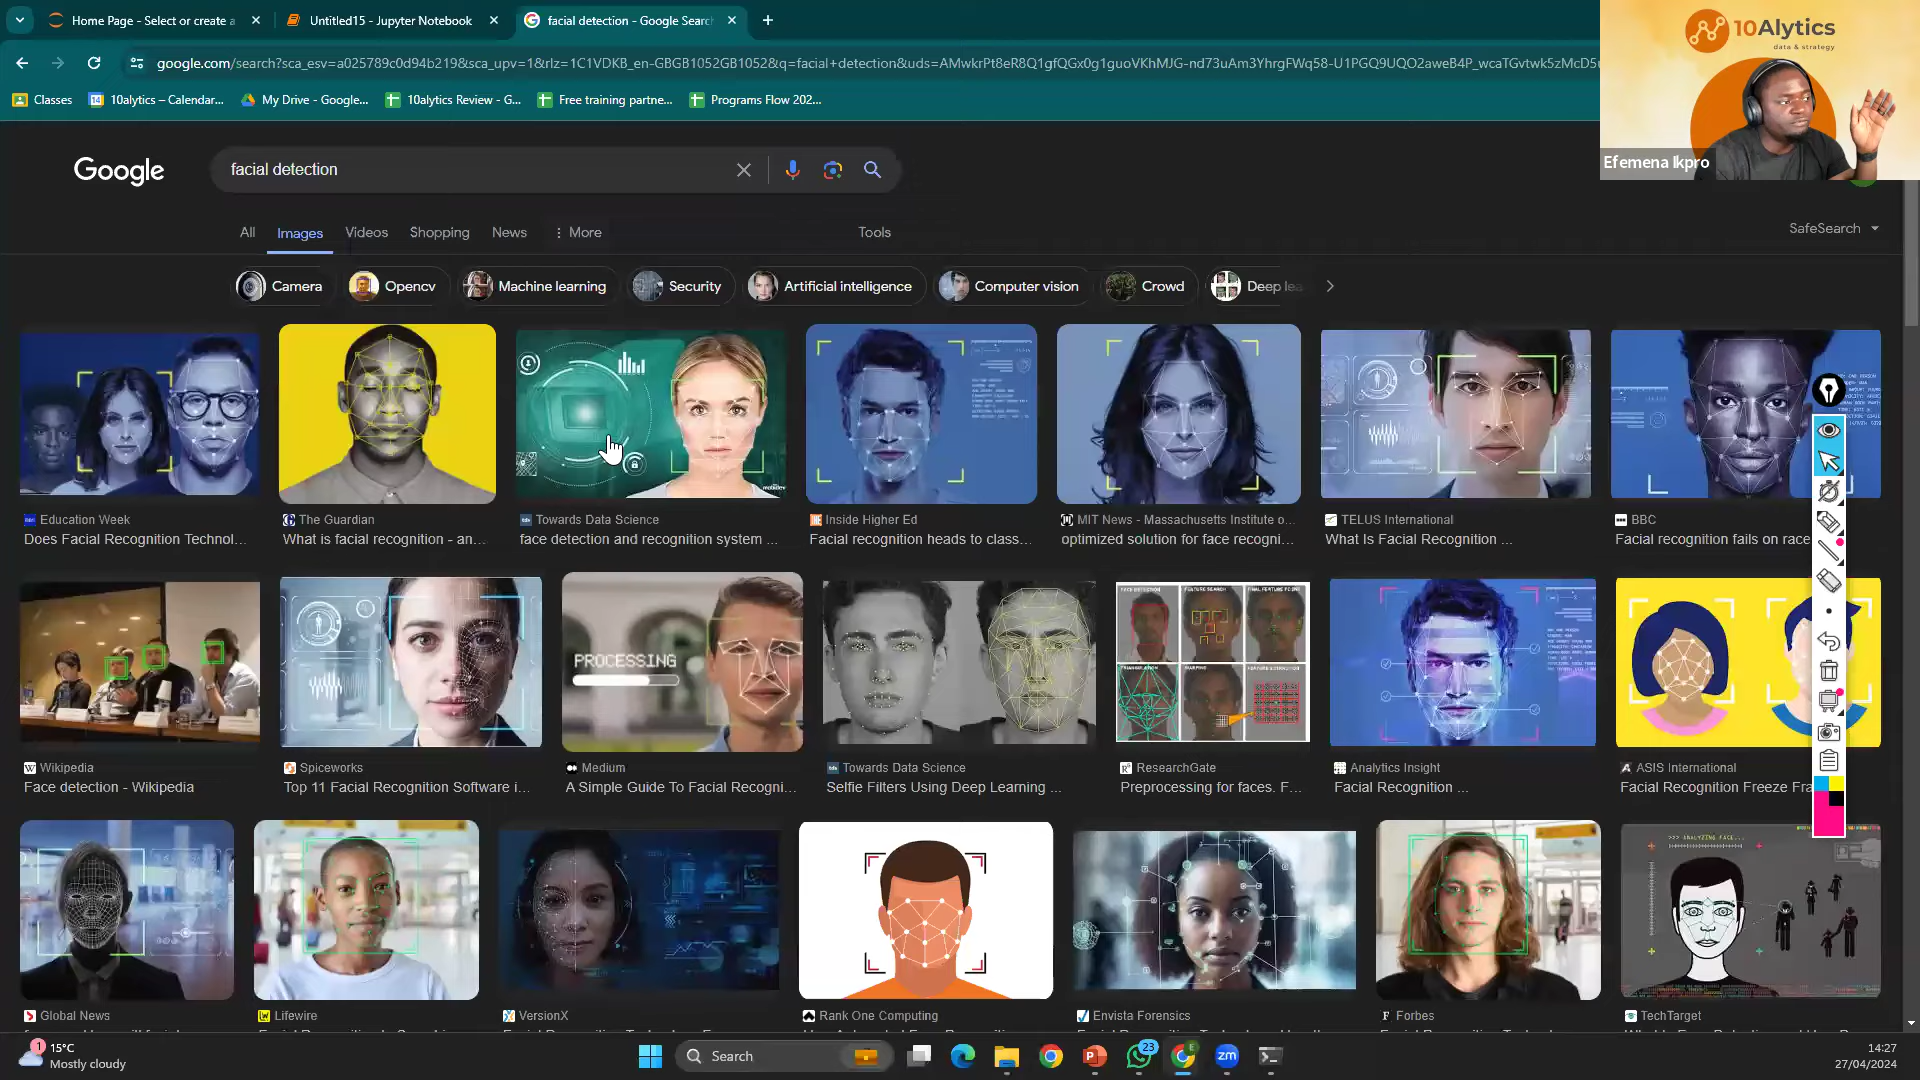 Home Page - Select or create a
Untitled15 - Jupyter Notebook
facial detection - Google Search
google.com/search?sca_esv=a025789c0d94b219&sca_upv=1&rlz=1C1VDKB_en-GBGB1052GB1052&q=facial+detection&uds=
Classes
10alytics – Calendar...
My Drive - Google...
10alytics Review - G...
Free training partne...
Programs Flow 202...
10Alytics
data & strategy
Efemena Ikpro
Google
facial detection
All
Images
Videos
Shopping
News
More
Tools
SafeSearch
Camera
Opencv
Machine learning
Security
Artificial intelligence
Computer vision
Crowd
Deep lea
Education Week
Does Facial Recognition Technol...
The Guardian
What is facial recognition - an...
Towards Data Science
face detection and recognition system ...
Inside Higher Ed
Facial recognition heads to class...
MIT News - Massachusetts Institute o...
optimized solution for face recogni...
TELUS International
What Is Facial Recognition ...
BBC
Facial recognition fails on race
PROCESSING
Wikipedia
Face detection - Wikipedia
Spiceworks
Top 11 Facial Recognition Software i...
Medium
A Simple Guide To Facial Recogni...
Towards Data Science
Selfie Filters Using Deep Learning ...
ResearchGate
Preprocessing for faces. F...
Analytics Insight
Facial Recognition ...
ASIS International
Facial Recognition Freeze Fra
>>> ANALYZING FACE...
Global News
Lifewire
VersionX
Rank One Computing
Envista Forensics
Forbes
TechTarget
1
15°C
Mostly cloudy
Search
23
E
zm
14:27
27/04/2024